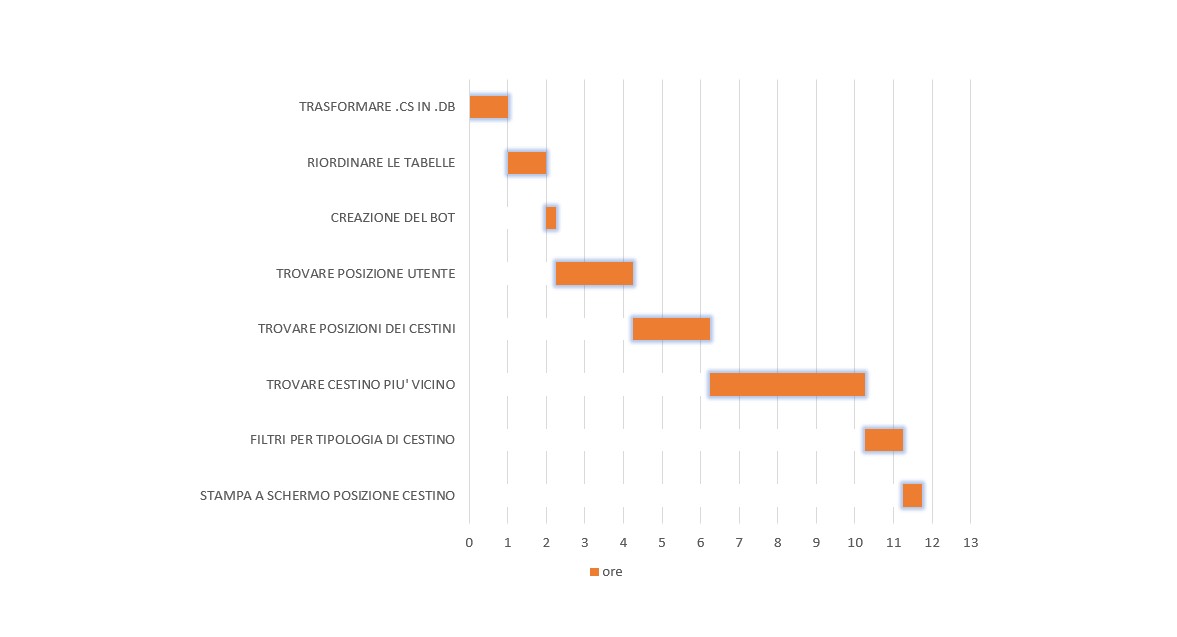 TRASFORMARE .CS IN .DB
RIORDINARE LE TABELLE
CREAZIONE DEL BOT
TROVARE POSIZIONE UTENTE
TROVARE POSIZIONI DEI CESTINI
TROVARE CESTINO PIU' VICINO
FILTRI PER TIPOLOGIA DI CESTINO
STAMPA A SCHERMO POSIZIONE CESTINO
0 1 2 3 4 5 6 7 8 9 10 11 12 13
ore